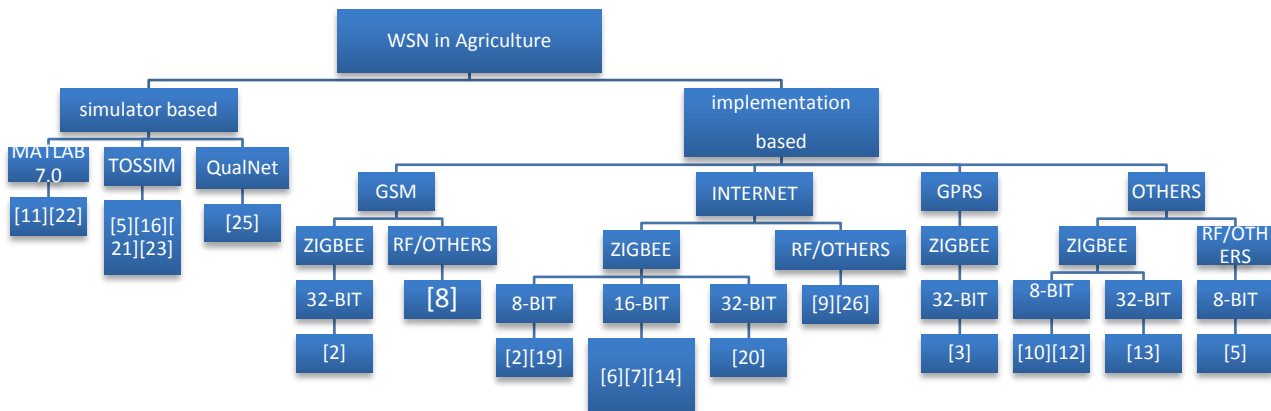 WSN in Agriculture
simulator based
implementation
based
MATLAB
7.0
TOSSIM
QualNet
GSM
INTERNET
GPRS
OTHERS
[11][22]
[5][16][
21][23]
[25]
ZIGBEE
RF/OTHERS
ZIGBEE
RF/OTHERS
ZIGBEE
ZIGBEE
RF/OTH
ERS
32-BIT
[8]
8-BIT
16-BIT
32-BIT
[9][26]
32-BIT
8-BIT
32-BIT
8-BIT
[2]
[2][19]
[6][7][14]
[20]
[3]
[10][12]
[13]
[5]